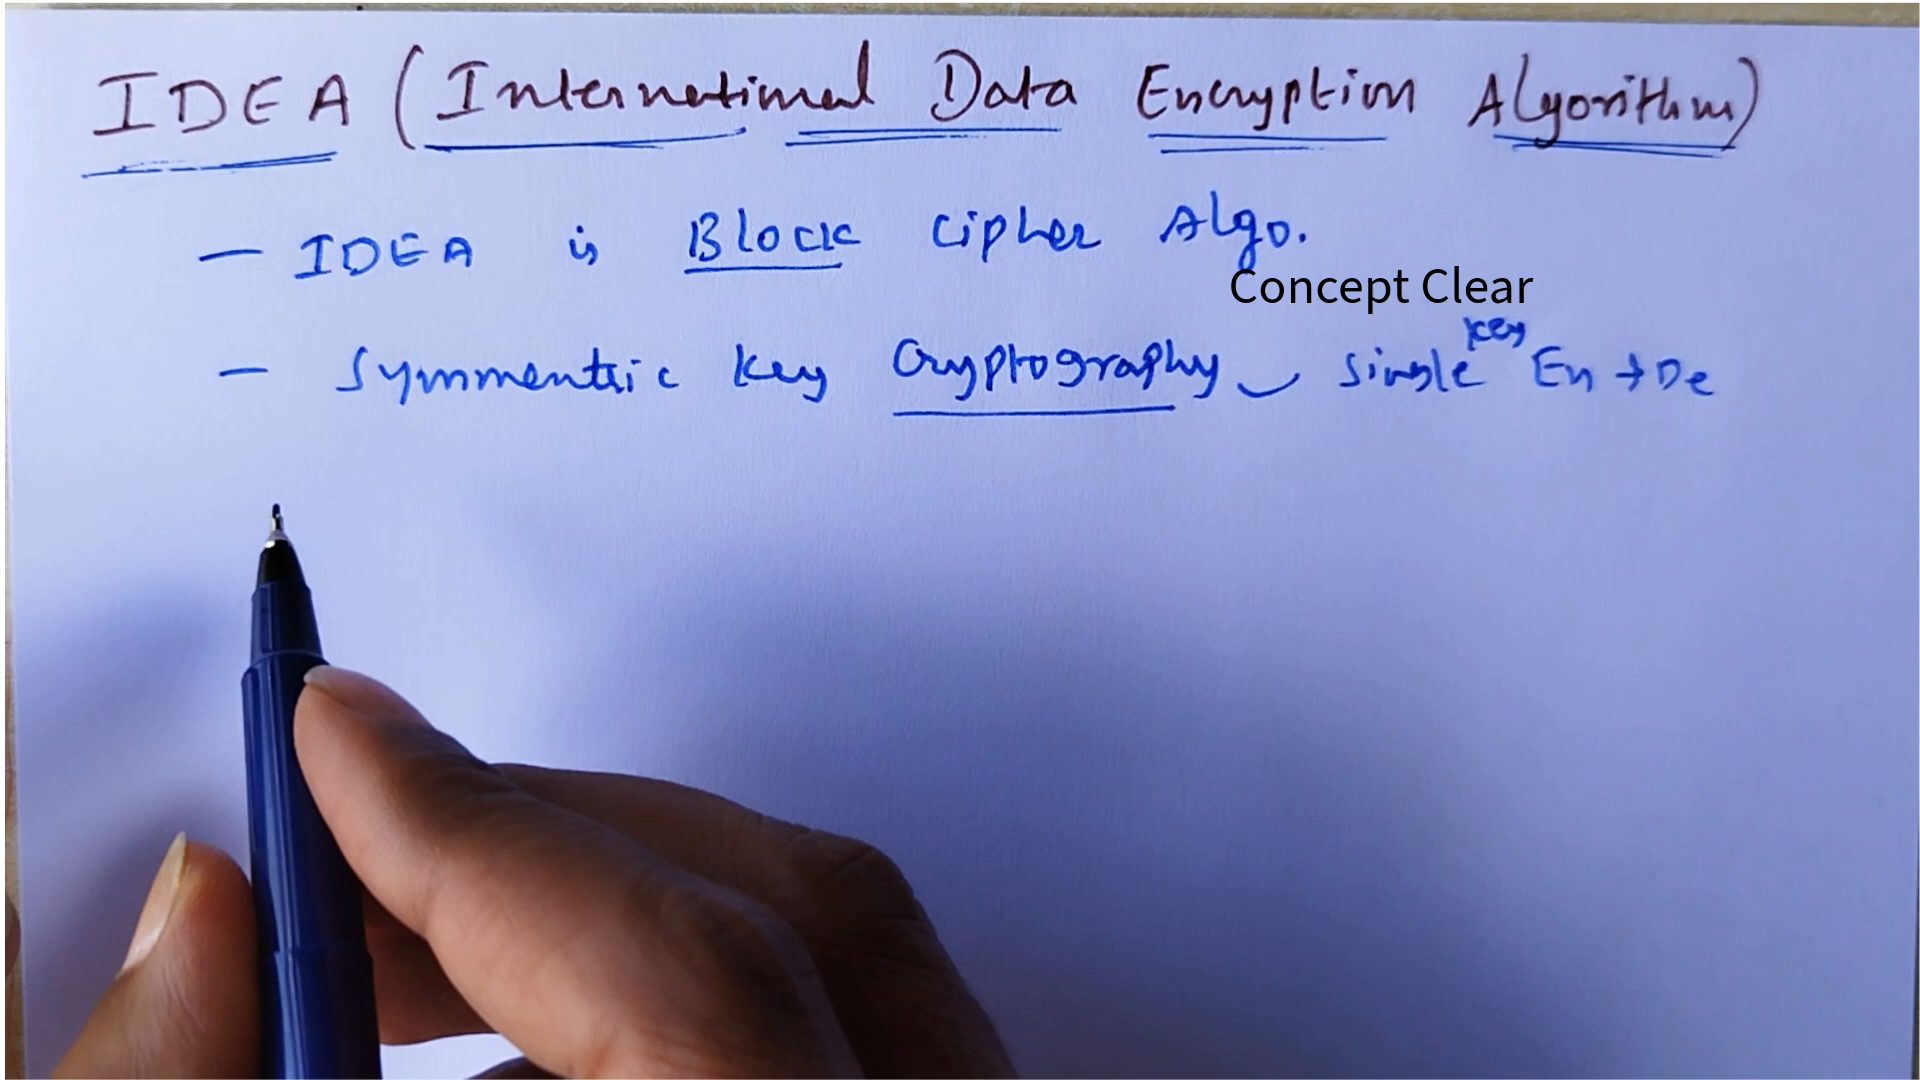 IDEA (International Data Encryption Algorithm)
- IDEA is Block Cipher Algo.
Concept Clear
- Symmentric Key Cryptography - Single key En → De